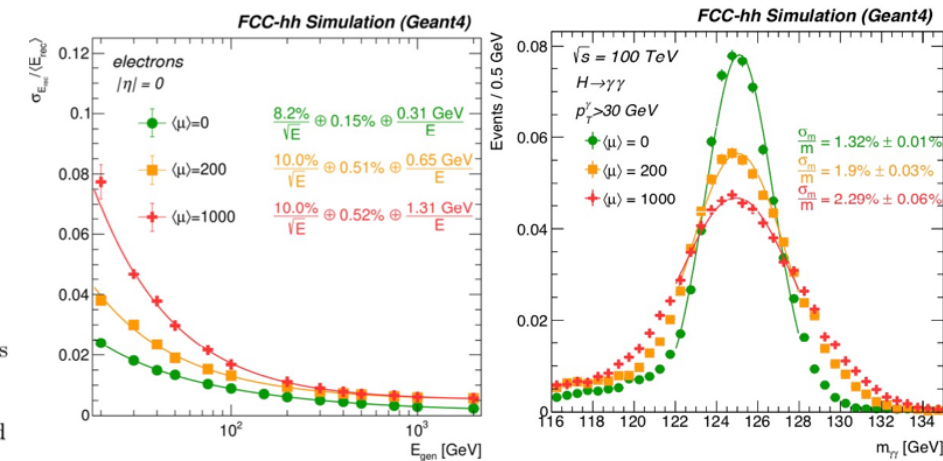 FCC-hh Simulation (Geant4)
σ_E_rec / ⟨E_rec⟩
0.12
0.1
0.08
0.06
0.04
0.02
0
electrons
|η| = 0
⟨μ⟩=0
8.2%/√E ⊕ 0.15% ⊕ 0.31 GeV/E
⟨μ⟩=200
10.0%/√E ⊕ 0.51% ⊕ 0.65 GeV/E
⟨μ⟩=1000
10.0%/√E ⊕ 0.52% ⊕ 1.31 GeV/E
10²
10³
E_gen [GeV]
s
d
FCC-hh Simulation (Geant4)
Events / 0.5 GeV
0.08
0.06
0.04
0.02
0
√s = 100 TeV
H→γγ
p_T^γ>30 GeV
⟨μ⟩ = 0
σ_m/m = 1.32% ± 0.01%
⟨μ⟩ = 200
σ_m/m = 1.9% ± 0.03%
⟨μ⟩ = 1000
σ_m/m = 2.29% ± 0.06%
116 118 120 122 124 126 128 130 132 134
m_γγ [GeV]